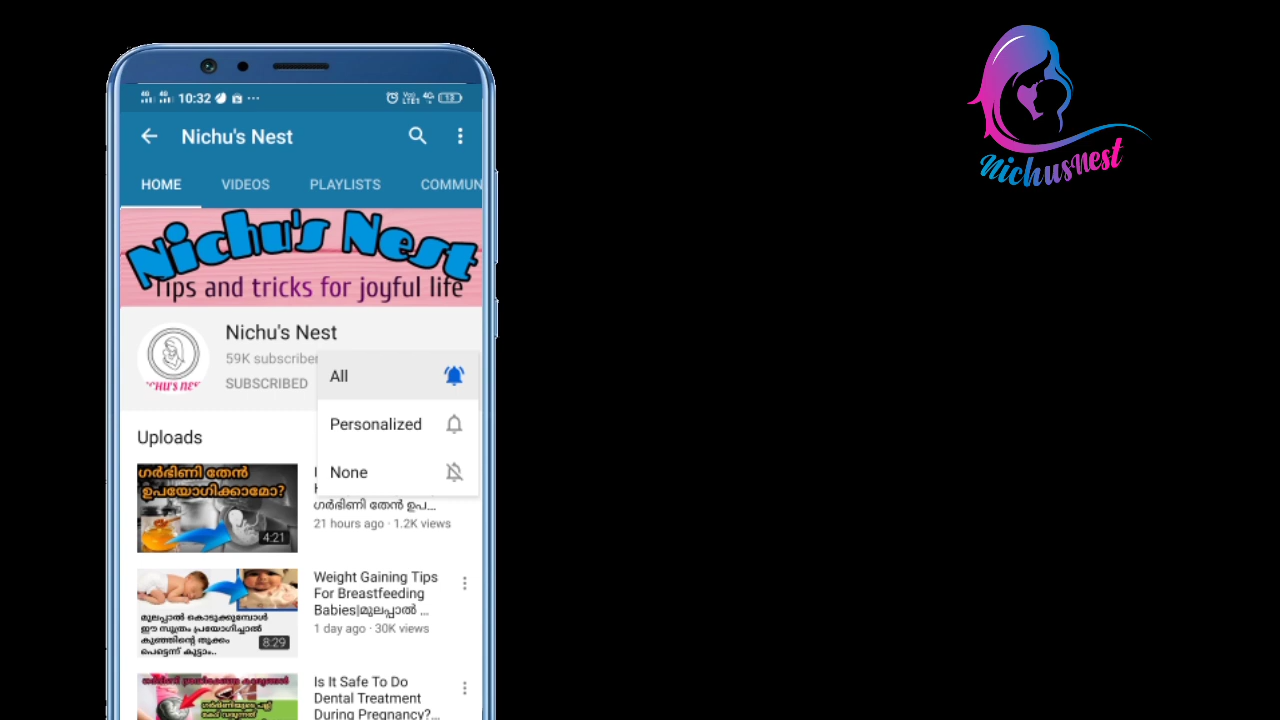 10:32
Nichu's Nest
HOME VIDEOS PLAYLISTS COMMUN
Nichu's Nest
Tips and tricks for joyful life
Nichu's Nest
59K subscriber
SUBSCRIBED
All
Personalized
None
Uploads
ഗർഭിണി തേൻ
ഉപയോഗിക്കാമോ?
4:21
ഗർഭിണി തേൻ ഉപ...
21 hours ago · 1.2K views
മുലപ്പാൽ കൊടുക്കുമ്പോൾ
ഈ സൂത്രം പ്രയോഗിച്ചാൽ
കുഞ്ഞിന്റെ തൂക്കം
പെട്ടെന്ന് കൂട്ടാം..
8:29
Weight Gaining Tips
For Breastfeeding
Babies|മുലപ്പാൽ ...
1 day ago · 30K views
Is It Safe To Do
Dental Treatment
During Pregnancy?...
Nichusnest